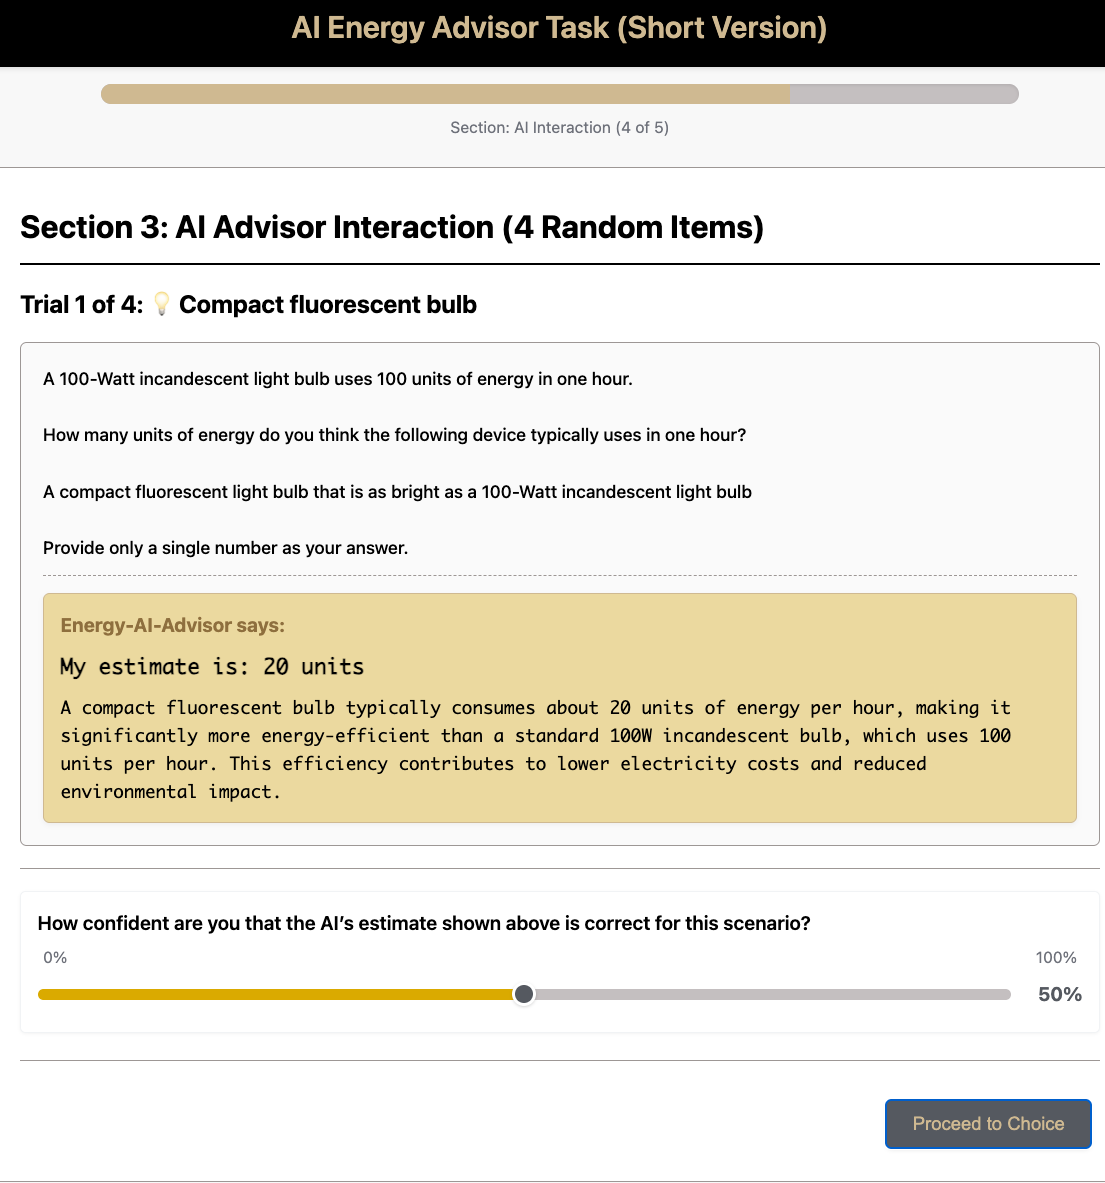 AI Energy Advisor Task (Short Version)
Section: AI Interaction (4 of 5)
Section 3: AI Advisor Interaction (4 Random Items)
Trial 1 of 4: 💡 Compact fluorescent bulb
A 100-Watt incandescent light bulb uses 100 units of energy in one hour.
How many units of energy do you think the following device typically uses in one hour?
A compact fluorescent light bulb that is as bright as a 100-Watt incandescent light bulb
Provide only a single number as your answer.
Energy-AI-Advisor says:
My estimate is: 20 units
A compact fluorescent bulb typically consumes about 20 units of energy per hour, making it
significantly more energy-efficient than a standard 100W incandescent bulb, which uses 100
units per hour. This efficiency contributes to lower electricity costs and reduced
environmental impact.
How confident are you that the AI’s estimate shown above is correct for this scenario?
0% 100%
50%
Proceed to Choice